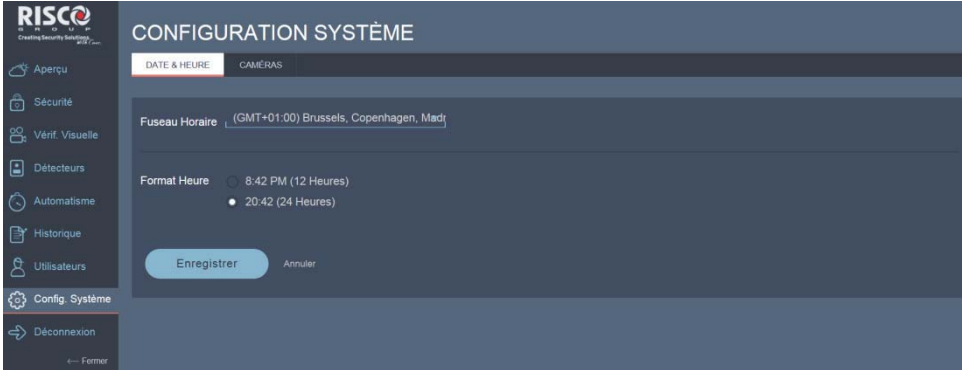 RISCO
GROUP
Creating Security Solutions
With Care
CONFIGURATION SYSTÈME
DATE & HEURE CAMÉRAS
Aperçu
Sécurité
Vérif. Visuelle
Détecteurs
Automatisme
Historique
Utilisateurs
Config. Système
Déconnexion
← Fermer
Fuseau Horaire (GMT+01:00) Brussels, Copenhagen, Madr
Format Heure 8:42 PM (12 Heures)
20:42 (24 Heures)
Enregistrer Annuler